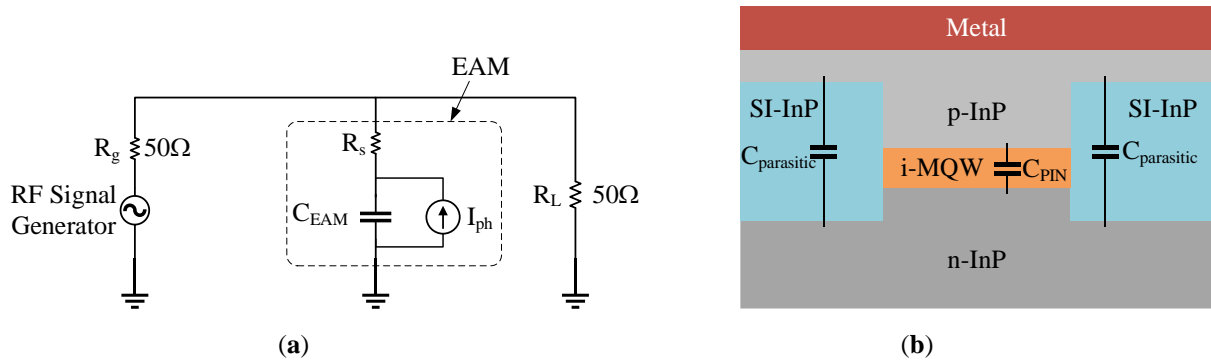 EAM
R_g 50Ω
R_s
RF Signal
Generator
C_EAM
I_ph
R_L 50Ω
(a)
Metal
SI-InP
SI-InP
p-InP
C_parasitic
C_parasitic
i-MQW
C_PIN
n-InP
(b)